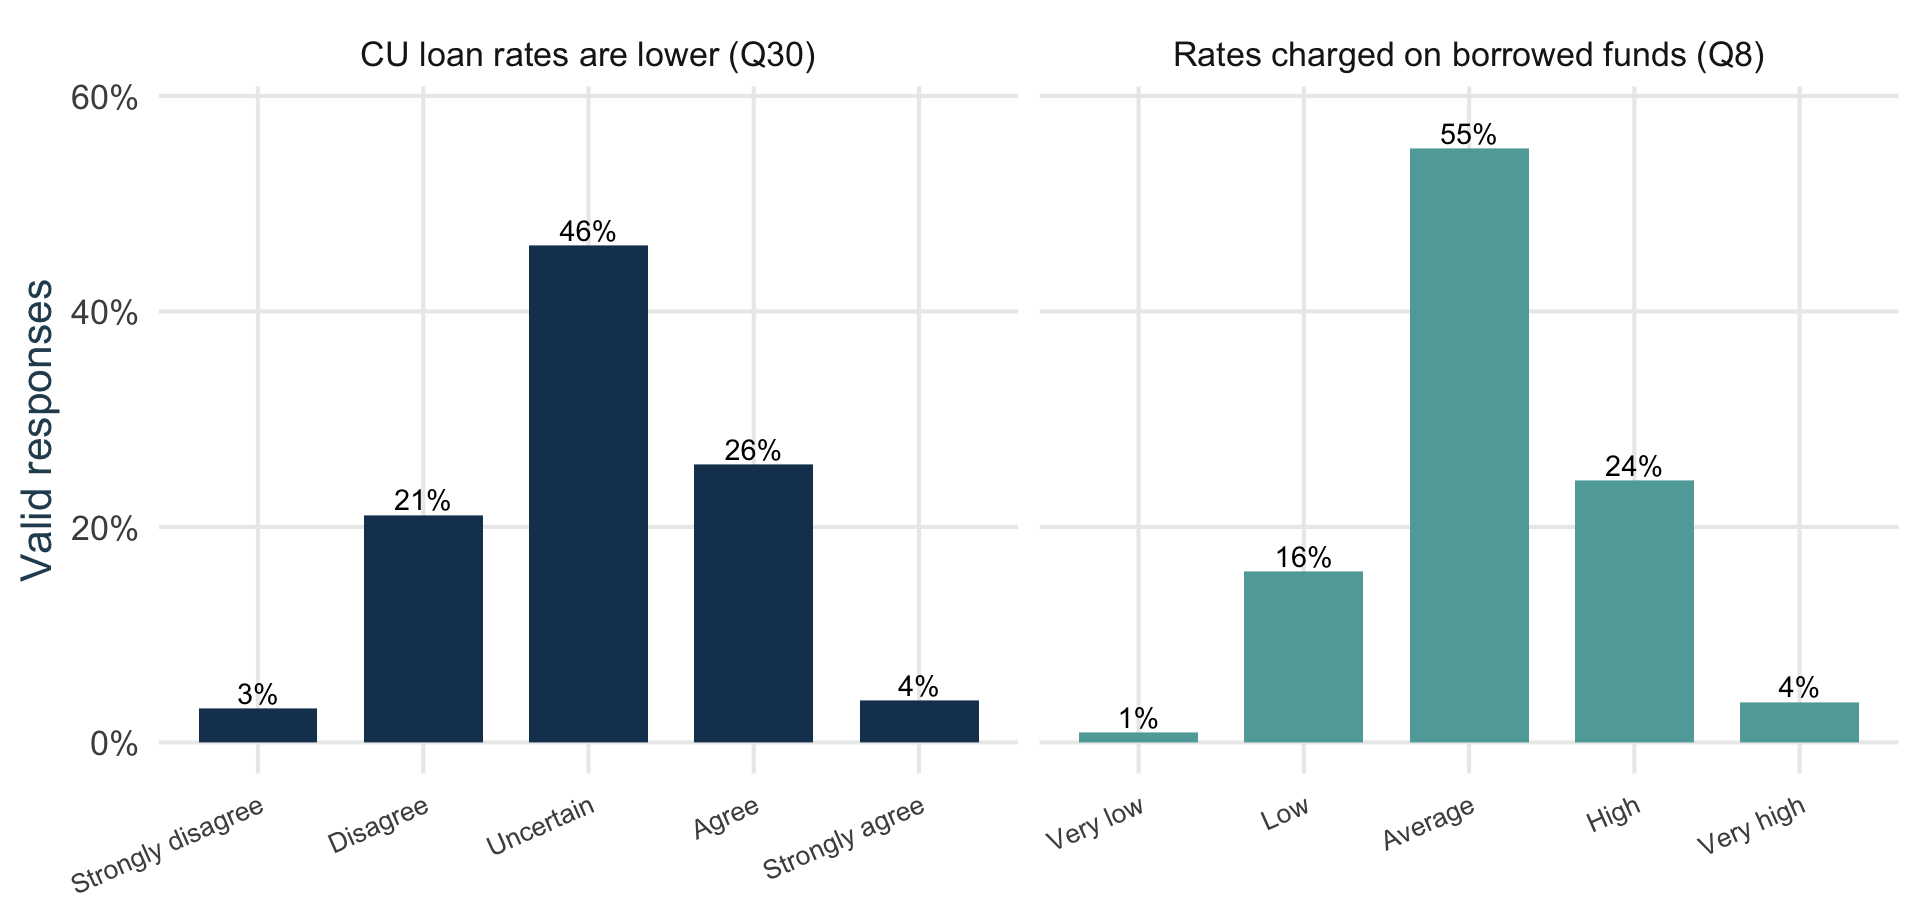 CU loan rates are lower (Q30)
Rates charged on borrowed funds (Q8)
Valid responses
60%
40%
20%
0%
3%
21%
46%
26%
4%
1%
16%
55%
24%
4%
Strongly disagree
Disagree
Uncertain
Agree
Strongly agree
Very low
Low
Average
High
Very high